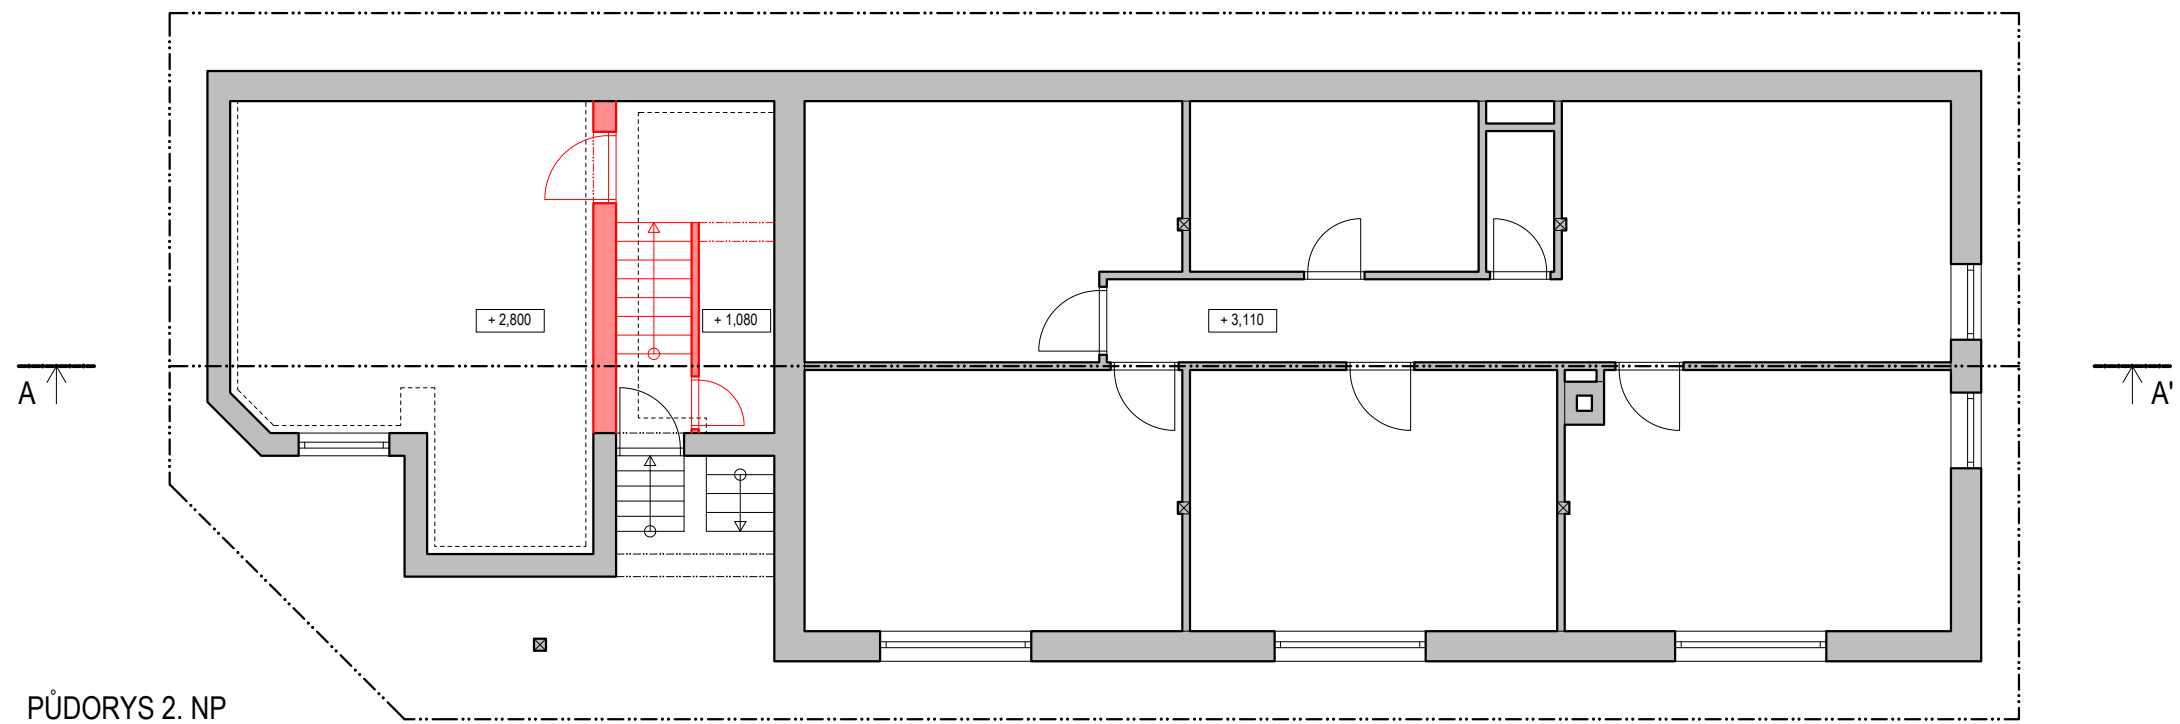 + 2,800
+ 1,080
+ 3,110
A
A'
PŮDORYS 2. NP